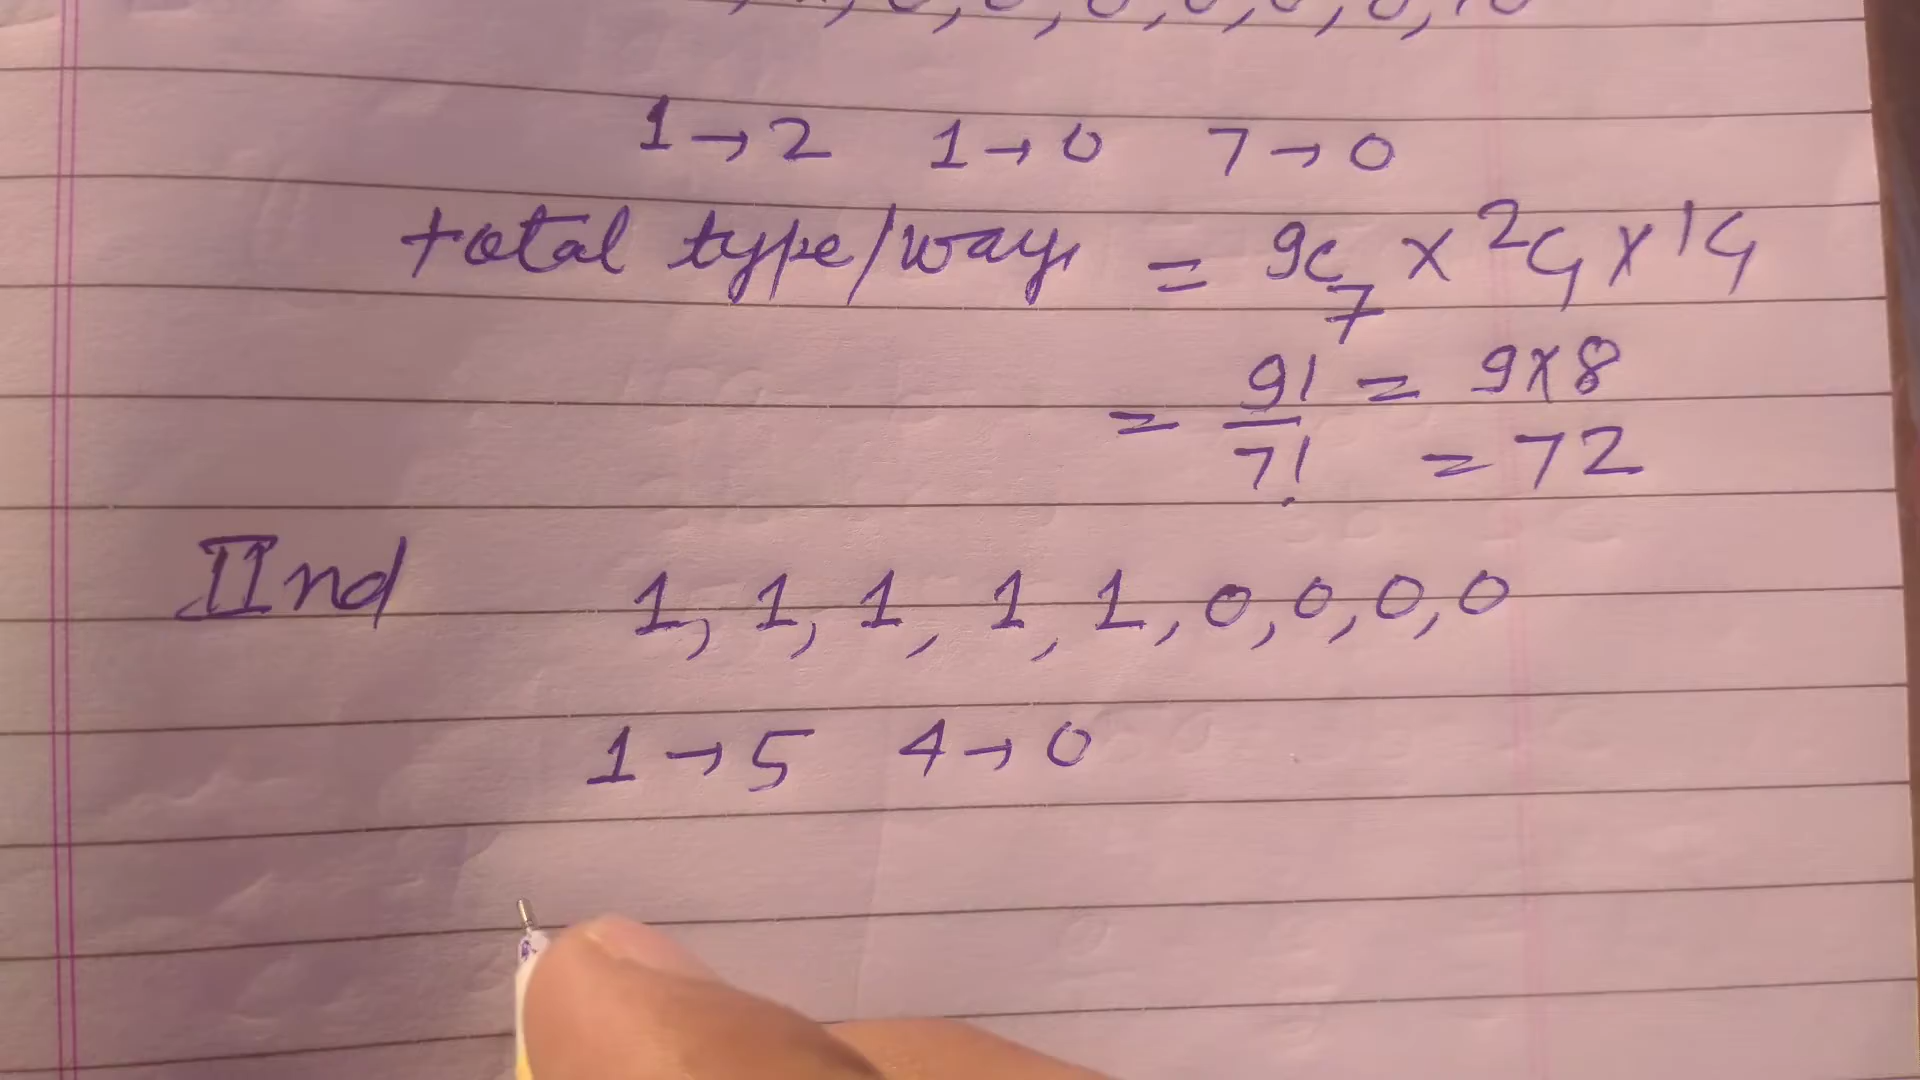 1→2 1→0 7→0
total type/ways = 9c7 × 2c1 × 1c1
= 9!/7! = 9×8
= 72
IInd 1, 1, 1, 1, 1, 0, 0, 0, 0
1→5 4→0